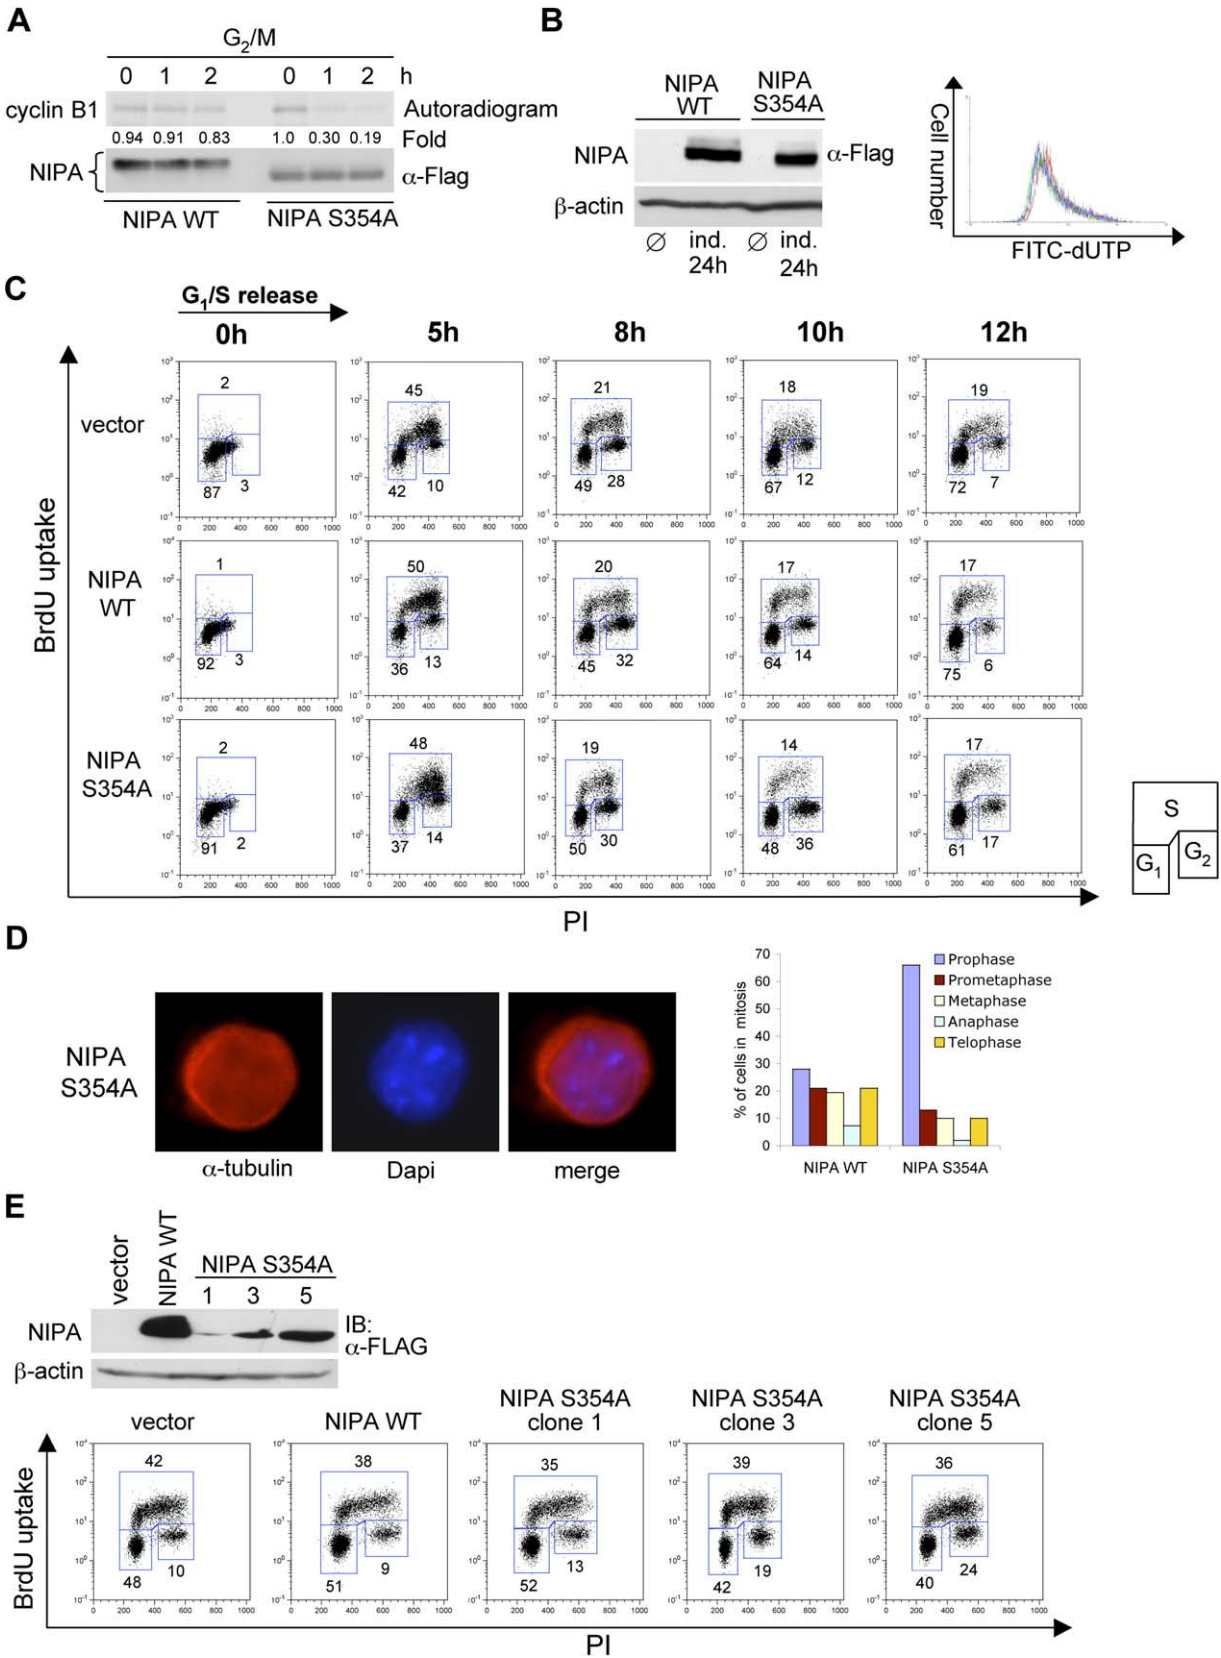 A
G2/M
0 1 2 0 1 2 h
cyclin B1 Autoradiogram
0.94 0.91 0.83 1.0 0.30 0.19 Fold
NIPA α-Flag
NIPA WT NIPA S354A
B
NIPA WT NIPA S354A
NIPA α-Flag
β-actin
∅ ind. 24h ∅ ind. 24h
Cell number
FITC-dUTP
C
G1/S release
0h 5h 8h 10h 12h
BrdU uptake
vector
2 45 21 18 19
87 3 42 10 49 28 67 12 72 7
NIPA WT
1 50 20 17 17
92 3 36 13 45 32 64 14 75 6
NIPA S354A
2 48 19 14 17
91 2 37 14 50 30 48 36 61 17
PI
S
G1 G2
D
NIPA S354A
α-tubulin Dapi merge
% of cells in mitosis
70
60
50
40
30
20
10
0
NIPA WT NIPA S354A
Prophase
Prometaphase
Metaphase
Anaphase
Telophase
E
vector NIPA WT NIPA S354A
1 3 5
NIPA IB: α-FLAG
β-actin
vector NIPA WT NIPA S354A clone 1 NIPA S354A clone 3 NIPA S354A clone 5
BrdU uptake
42 38 35 39 36
48 10 51 9 52 13 42 19 40 24
PI